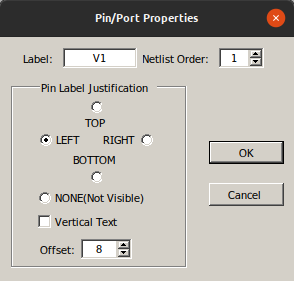 Pin/Port Properties
Label: V1 Netlist Order: 1
Pin Label Justification
TOP
LEFT RIGHT
BOTTOM
NONE(Not Visible)
Vertical Text
Offset: 8
OK
Cancel